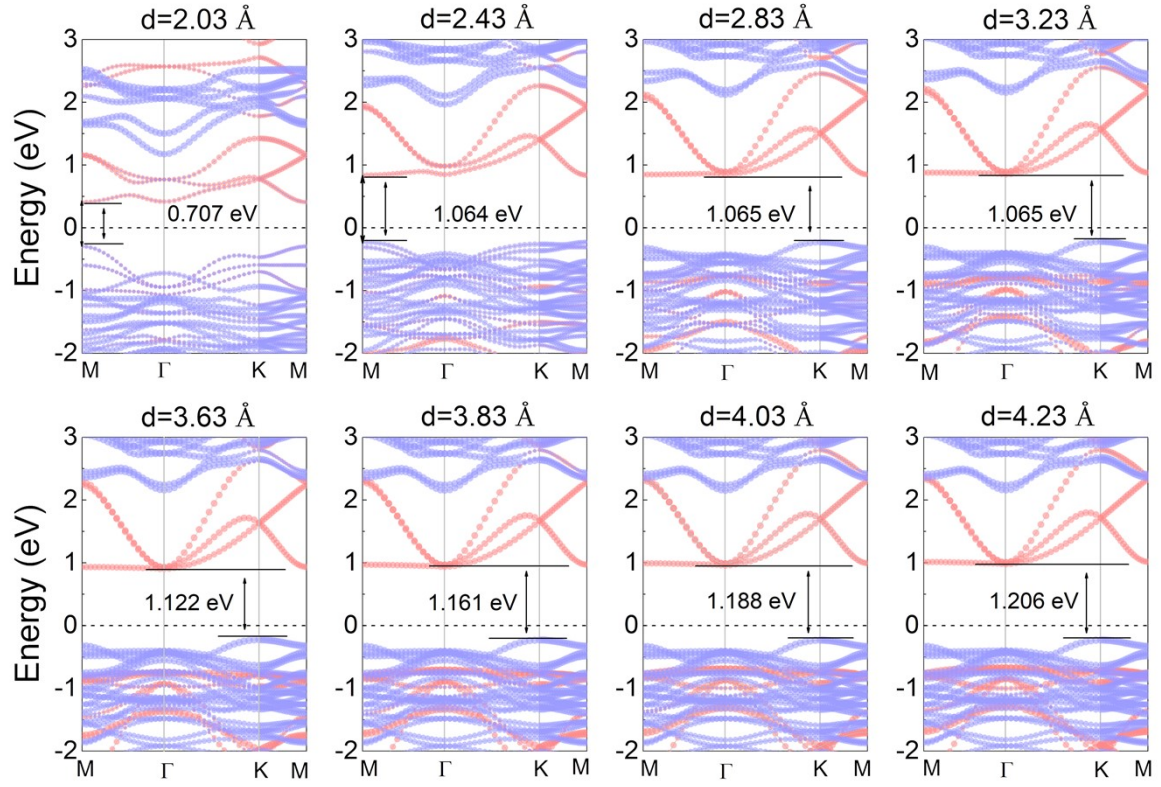 d=2.03 Å d=2.43 Å d=2.83 Å d=3.23 Å
Energy (eV)
3 3 3 3
2 2 2 2
1 1 1 1
0.707 eV 1.064 eV 1.065 eV 1.065 eV
0 0 0 0
-1 -1 -1 -1
-2 -2 -2 -2
M Γ K M M Γ K M M Γ K M M Γ K M
d=3.63 Å d=3.83 Å d=4.03 Å d=4.23 Å
Energy (eV)
3 3 3 3
2 2 2 2
1 1 1 1
1.122 eV 1.161 eV 1.188 eV 1.206 eV
0 0 0 0
-1 -1 -1 -1
-2 -2 -2 -2
M Γ K M M Γ K M M Γ K M M Γ K M